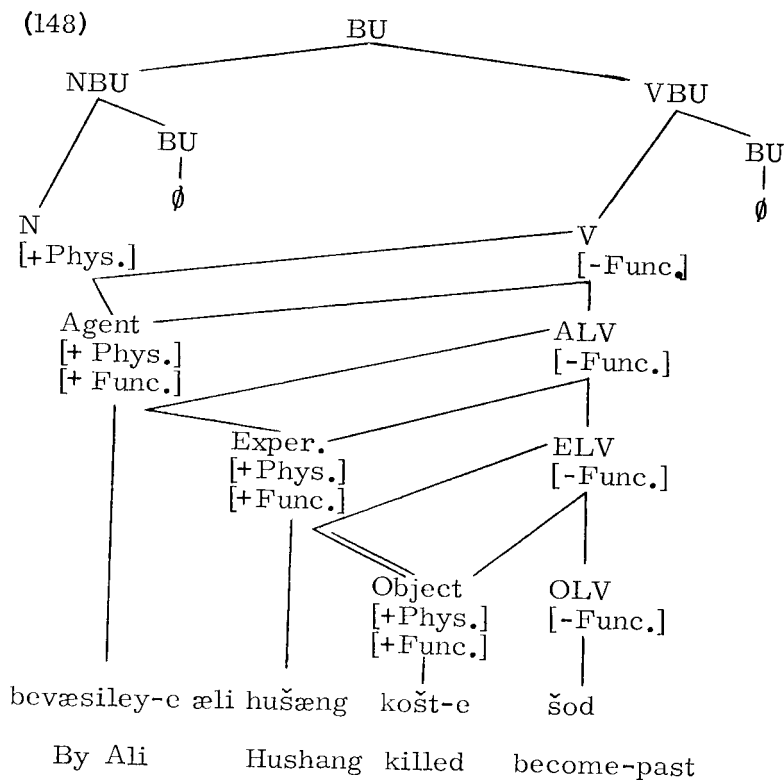 (148)
BU
NBU VBU
BU BU
∅ ∅
N V
[+Phys.] [-Func.]
Agent ALV
[+ Phys.] [-Func.]
[+ Func.]
Exper. ELV
[+Phys.] [-Func.]
[+Func.]
Object OLV
[+Phys.] [-Func.]
[+Func.]
bevæsiley-e æli hušæng košt-e šod
By Ali Hushang killed become-past